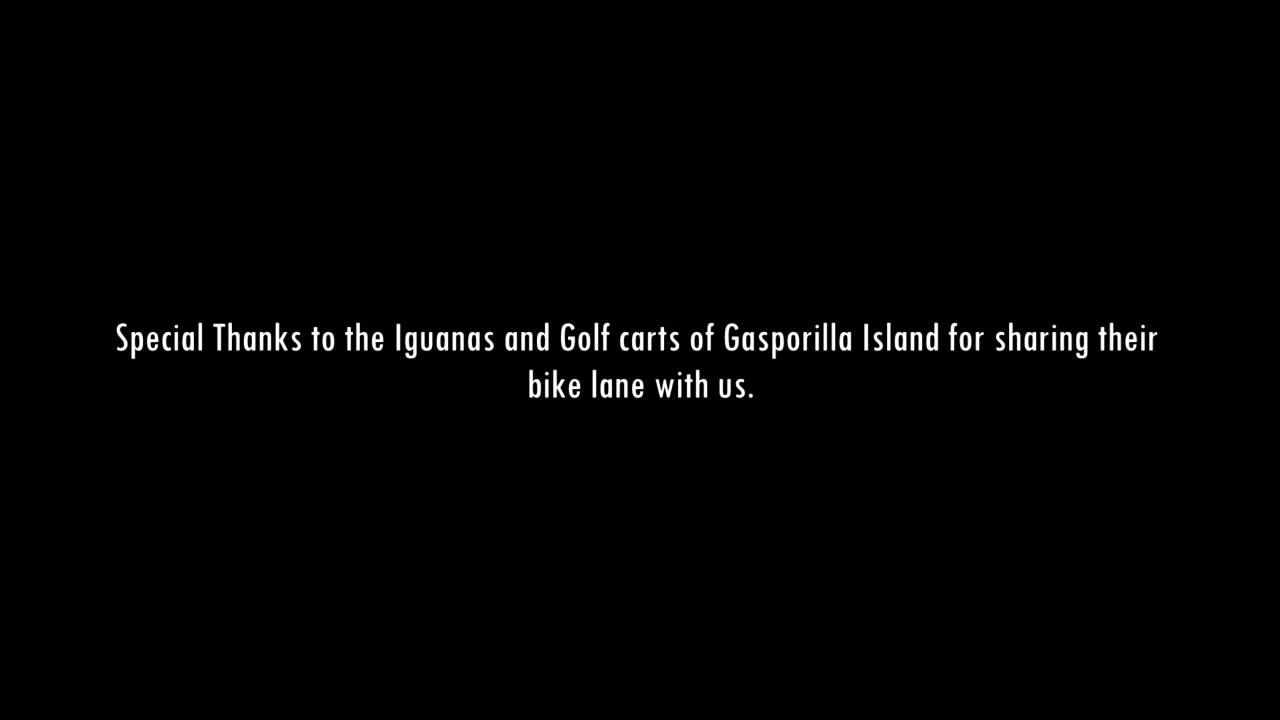 Special Thanks to the Iguanas and Golf carts of Gasporilla Island for sharing their
bike lane with us.